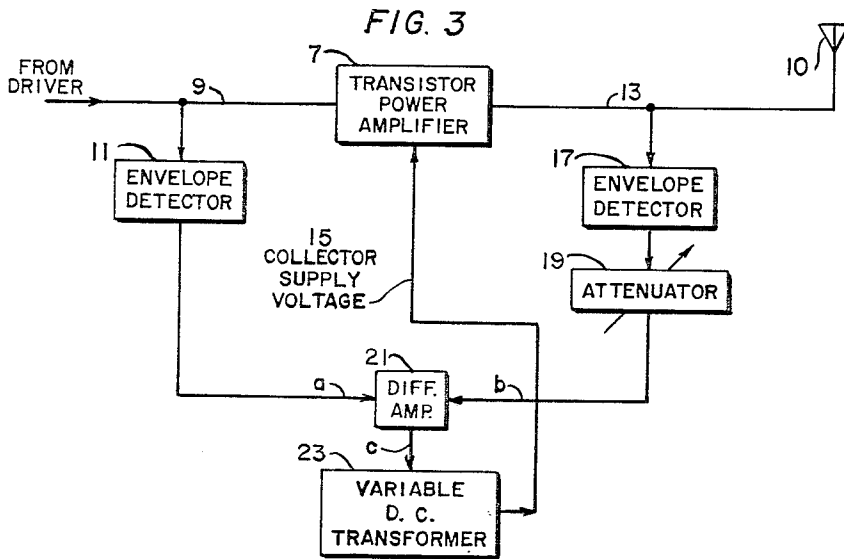 FIG. 3
7
10
FROM
DRIVER
9
TRANSISTOR
POWER
AMPLIFIER
13
11
ENVELOPE
DETECTOR
17
ENVELOPE
DETECTOR
15
COLLECTOR
SUPPLY
VOLTAGE
19
ATTENUATOR
21
a
DIFF.
AMP.
b
c
23
VARIABLE
D. C.
TRANSFORMER